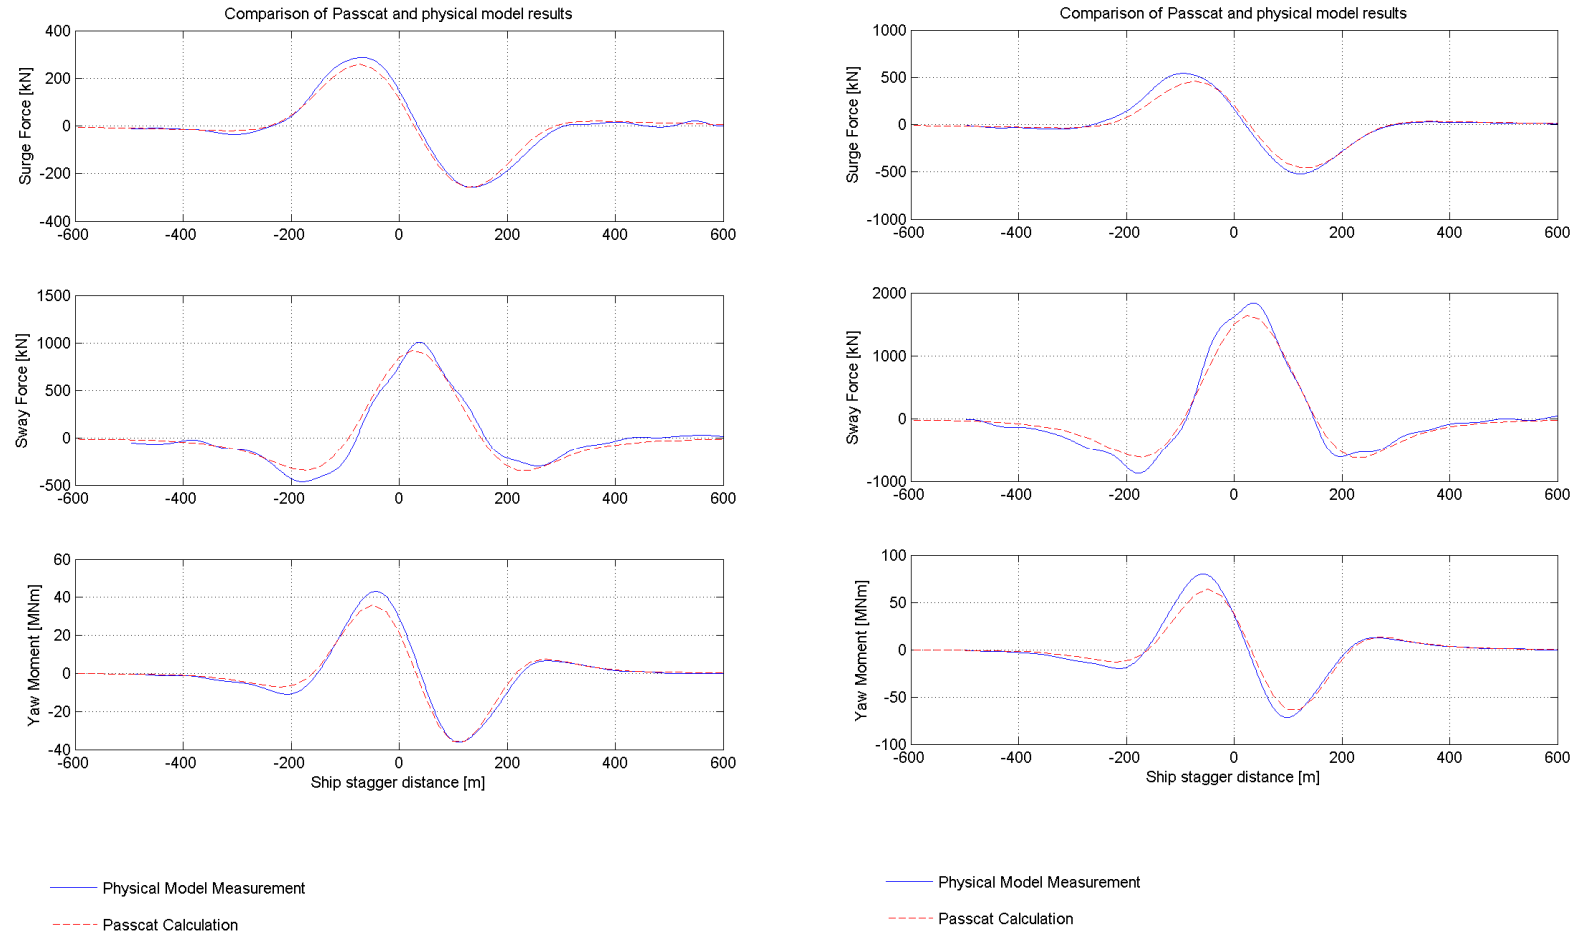 Comparison of Passcat and physical model results
400
200
0
-200
-400
Surge Force [kN]
-600 -400 -200 0 200 400 600
1500
1000
500
0
-500
Sway Force [kN]
-600 -400 -200 0 200 400 600
60
40
20
0
-20
-40
Yaw Moment [MNm]
-600 -400 -200 0 200 400 600
Ship stagger distance [m]
Physical Model Measurement
Passcat Calculation
Comparison of Passcat and physical model results
1000
500
0
-500
-1000
Surge Force [kN]
-600 -400 -200 0 200 400 600
2000
1000
0
-1000
Sway Force [kN]
-600 -400 -200 0 200 400 600
100
50
0
-50
-100
Yaw Moment [MNm]
-600 -400 -200 0 200 400 600
Ship stagger distance [m]
Physical Model Measurement
Passcat Calculation